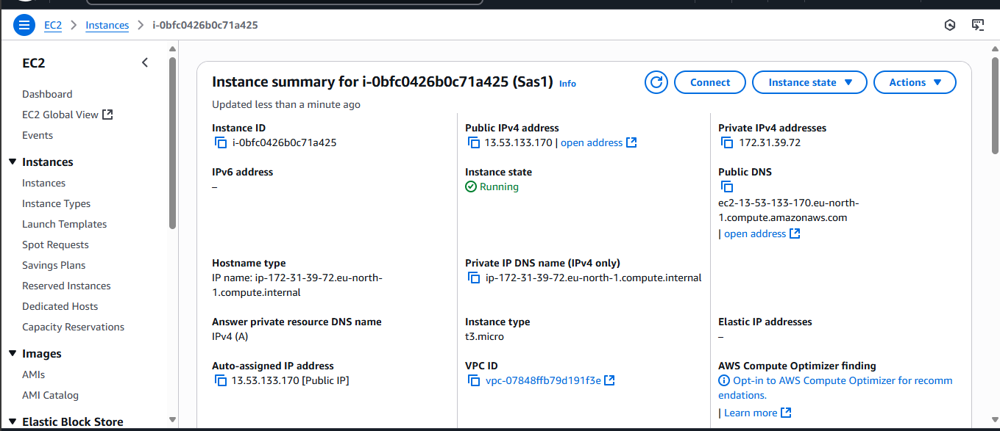 EC2 > Instances > i-0bfc0426b0c71a425
EC2
Dashboard
EC2 Global View
Events
Instances
Instances
Instance Types
Launch Templates
Spot Requests
Savings Plans
Reserved Instances
Dedicated Hosts
Capacity Reservations
Images
AMIs
AMI Catalog
Elastic Block Store
Instance summary for i-0bfc0426b0c71a425 (Sas1) Info
Connect
Instance state
Actions
Updated less than a minute ago
Instance ID
i-0bfc0426b0c71a425
Public IPv4 address
13.53.133.170 | open address
Private IPv4 addresses
172.31.39.72
IPv6 address
–
Instance state
Running
Public DNS
ec2-13-53-133-170.eu-north-
1.compute.amazonaws.com
| open address
Hostname type
IP name: ip-172-31-39-72.eu-north-
1.compute.internal
Private IP DNS name (IPv4 only)
ip-172-31-39-72.eu-north-1.compute.internal
Answer private resource DNS name
IPv4 (A)
Instance type
t3.micro
Elastic IP addresses
–
Auto-assigned IP address
13.53.133.170 [Public IP]
VPC ID
vpc-07848ffb79d191f3e
AWS Compute Optimizer finding
Opt-in to AWS Compute Optimizer for recomm
endations.
| Learn more